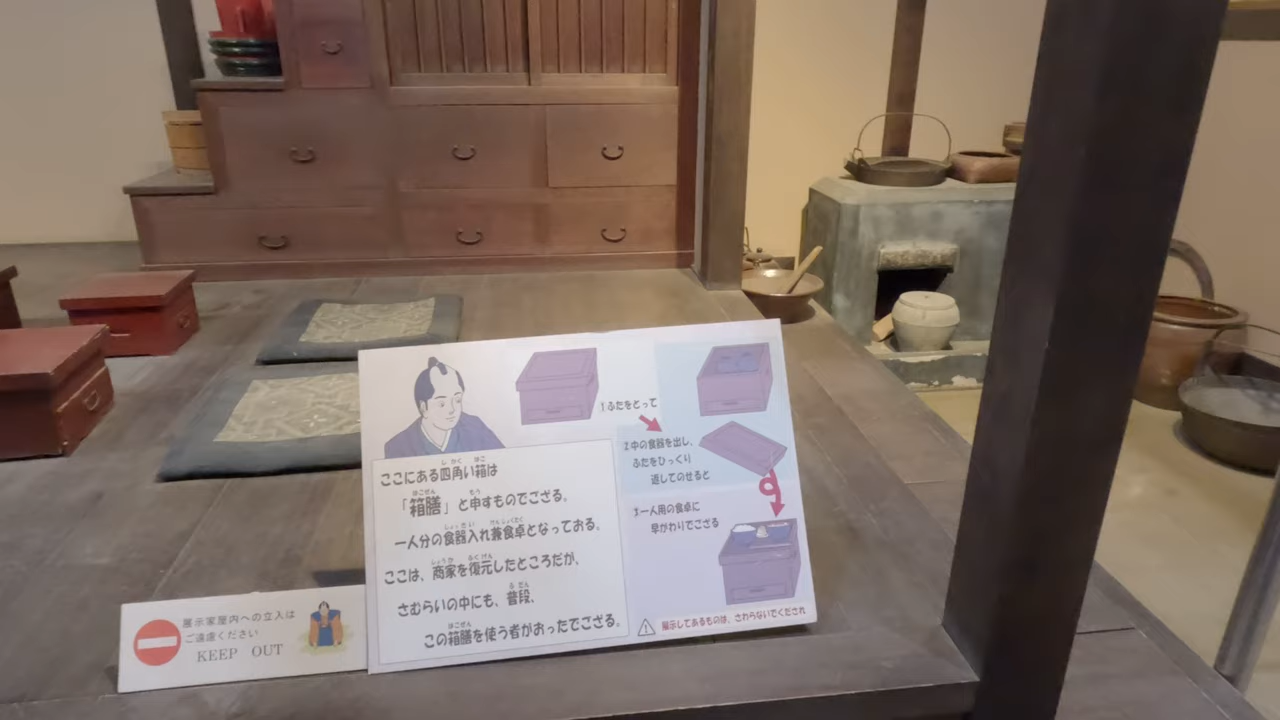 ここにある四角い箱は
「箱膳」と申すものでござる。
一人分の食器入れ兼食卓となっておる。
ここは、商家を復元したところだが、
さむらいの中にも、普段、
この箱膳を使う者がおったでござる。
1ふたをとって
2中の食器を出し、
ふたをひっくり
返してのせると
3一人用の食卓に
早がわりでござる
展示してあるものは、さわらないでくだされ
展示家屋内への立入は
ご遠慮ください
KEEP OUT